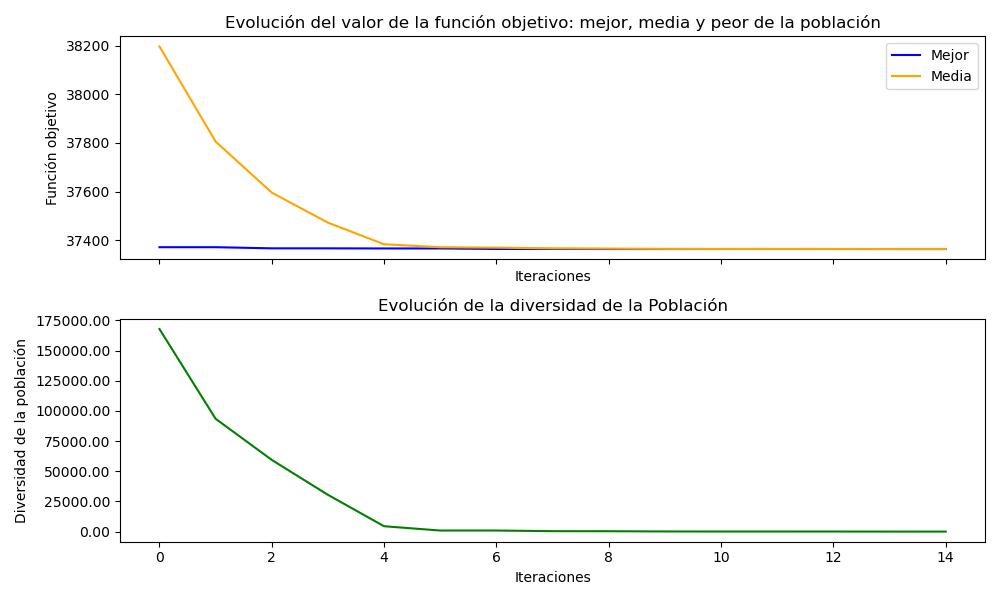 Evolución del valor de la función objetivo: mejor, media y peor de la población
38200
38000
37800
37600
37400
Función objetivo
Mejor
Media
Iteraciones
Evolución de la diversidad de la Población
175000.00
150000.00
125000.00
100000.00
75000.00
50000.00
25000.00
0.00
Diversidad de la población
0 2 4 6 8 10 12 14
Iteraciones